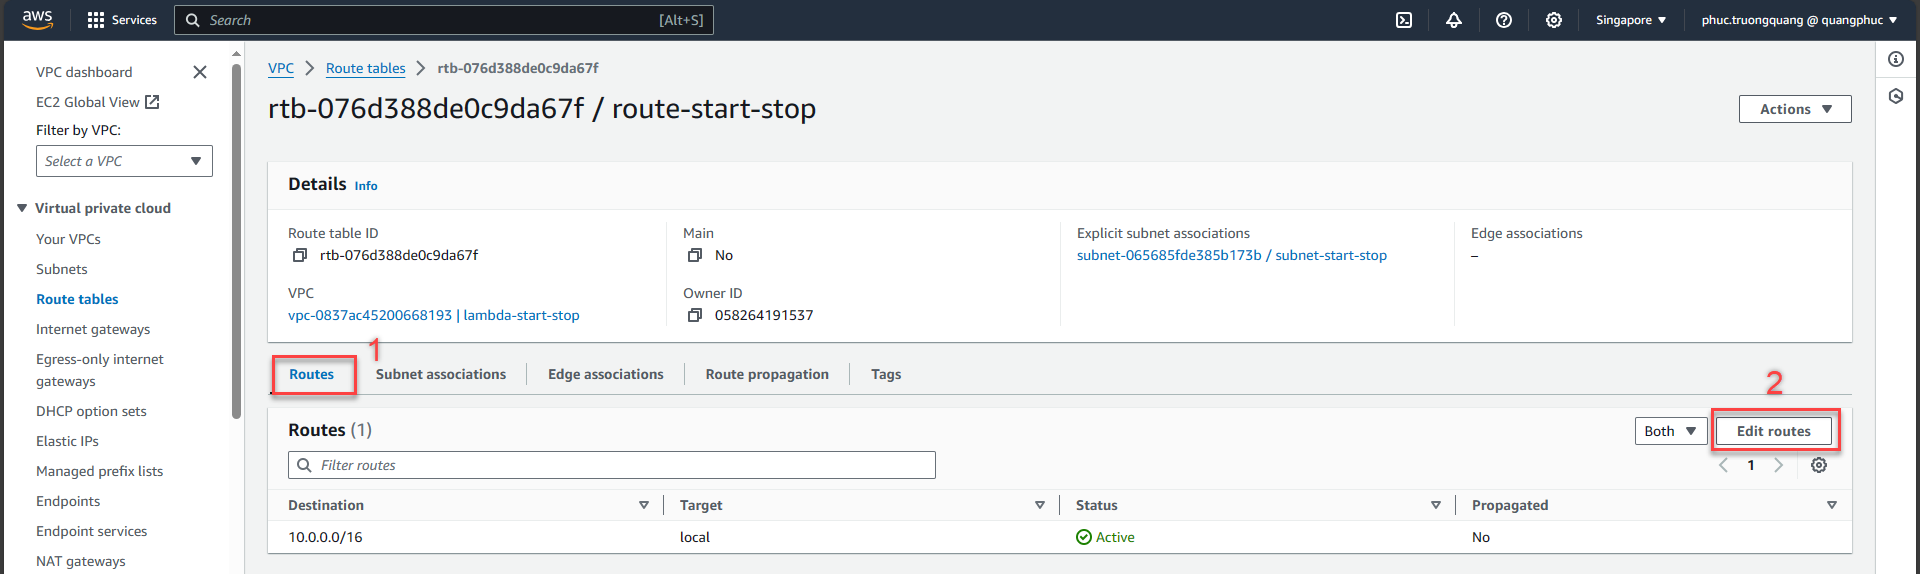 aws Services Search [Alt+S] Singapore phuc.truongquang @ quangphuc
VPC dashboard
EC2 Global View
Filter by VPC:
Select a VPC
Virtual private cloud
Your VPCs
Subnets
Route tables
Internet gateways
Egress-only internet
gateways
DHCP option sets
Elastic IPs
Managed prefix lists
Endpoints
Endpoint services
NAT gateways
VPC Route tables rtb-076d388de0c9da67f
rtb-076d388de0c9da67f / route-start-stop
Actions
Details Info
Route table ID
rtb-076d388de0c9da67f
Main
No
Explicit subnet associations
subnet-065685fde385b173b / subnet-start-stop
Edge associations
–
VPC
vpc-0837ac45200668193 | lambda-start-stop
Owner ID
058264191537
1
Routes Subnet associations Edge associations Route propagation Tags
2
Routes (1)
Both Edit routes
Filter routes
1
Destination Target Status Propagated
10.0.0.0/16 local Active No